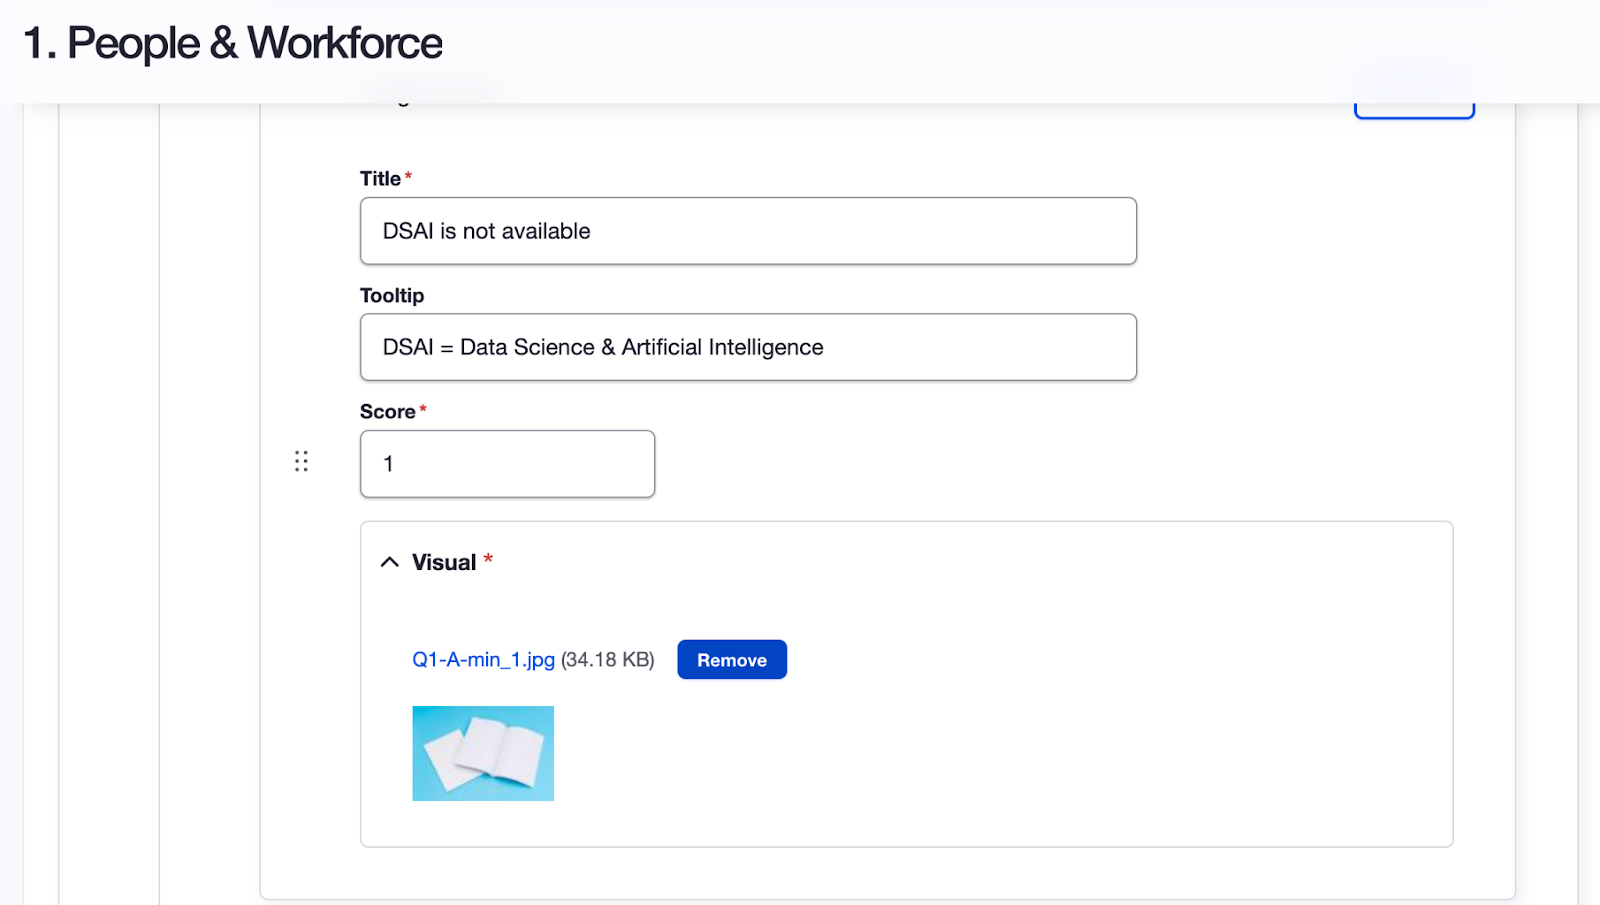 1. People & Workforce
Title*
DSAI is not available
Tooltip
DSAI = Data Science & Artificial Intelligence
Score*
1
Visual *
Q1-A-min_1.jpg (34.18 KB) Remove